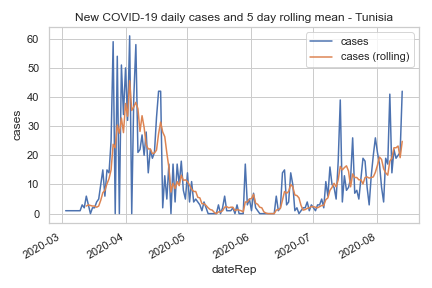 New COVID-19 daily cases and 5 day rolling mean - Tunisia
cases
cases (rolling)
60
50
40
30
20
10
0
cases
2020-03
2020-04
2020-05
2020-06
2020-07
2020-08
dateRep